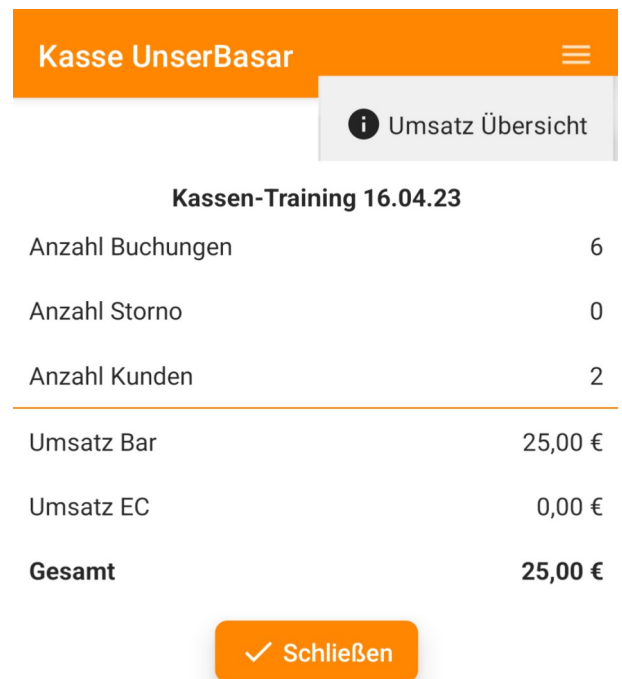 Kasse UnserBasar
Umsatz Übersicht
Kassen-Training 16.04.23
Anzahl Buchungen 6
Anzahl Storno 0
Anzahl Kunden 2
Umsatz Bar 25,00 €
Umsatz EC 0,00 €
Gesamt 25,00 €
Schließen